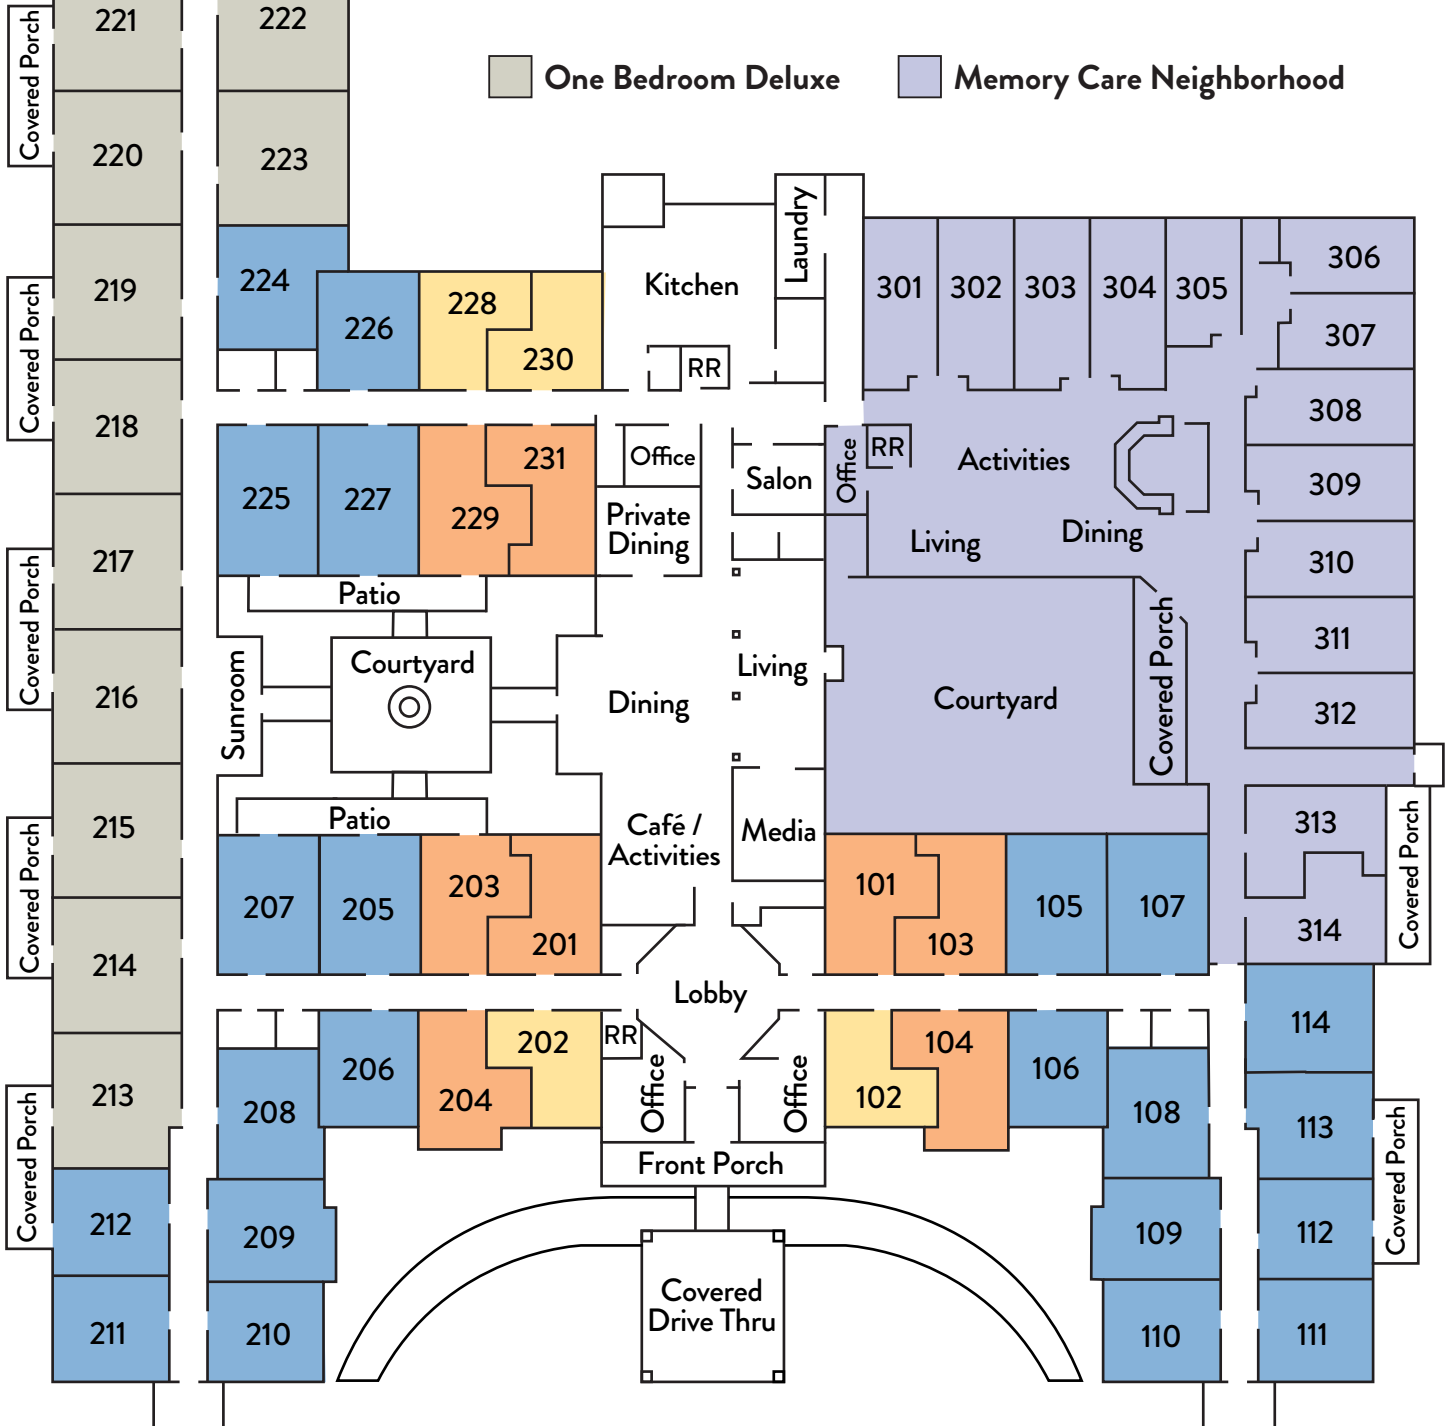 221
222
Covered Porch
One Bedroom Deluxe
Memory Care Neighborhood
220
223
Laundry
Kitchen
224
219
Covered Porch
226
228
230
RR
301
302
303
304
305
306
307
308
309
310
311
312
218
225
227
229
231
Office
Private
Dining
Salon
Office
RR
Activities
Living
Dining
217
Covered Porch
Patio
Courtyard
Sunroom
216
Dining
Living
Courtyard
Covered Porch
215
Covered Porch
Patio
Café /
Activities
Media
313
314
Covered Porch
207
205
203
201
101
103
105
107
214
Lobby
213
Covered Porch
208
206
204
202
RR
Office
Office
102
104
106
108
114
113
Covered Porch
Front Porch
212
209
109
112
211
210
Covered
Drive Thru
110
111